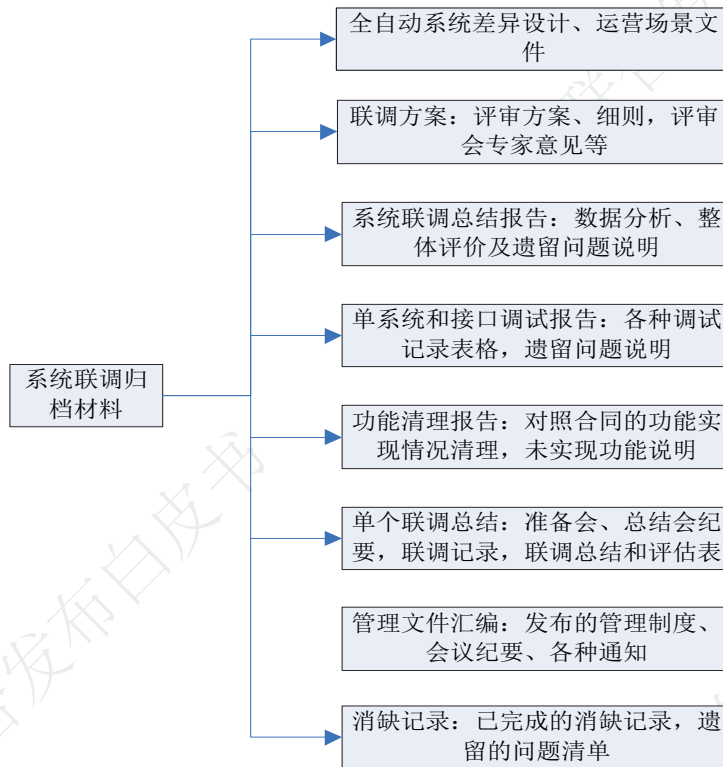 全自动系统差异设计、运营场景文
件
联调方案：评审方案、细则，评审
会专家意见等
系统联调总结报告：数据分析、整
体评价及遗留问题说明
单系统和接口调试报告：各种调试
记录表格，遗留问题说明
系统联调归
档材料
功能清理报告：对照合同的功能实
现情况清理，未实现功能说明
单个联调总结：准备会、总结会纪
要，联调记录，联调总结和评估表
管理文件汇编：发布的管理制度、
会议纪要、各种通知
消缺记录：已完成的消缺记录，遗
留的问题清单
发布白皮书